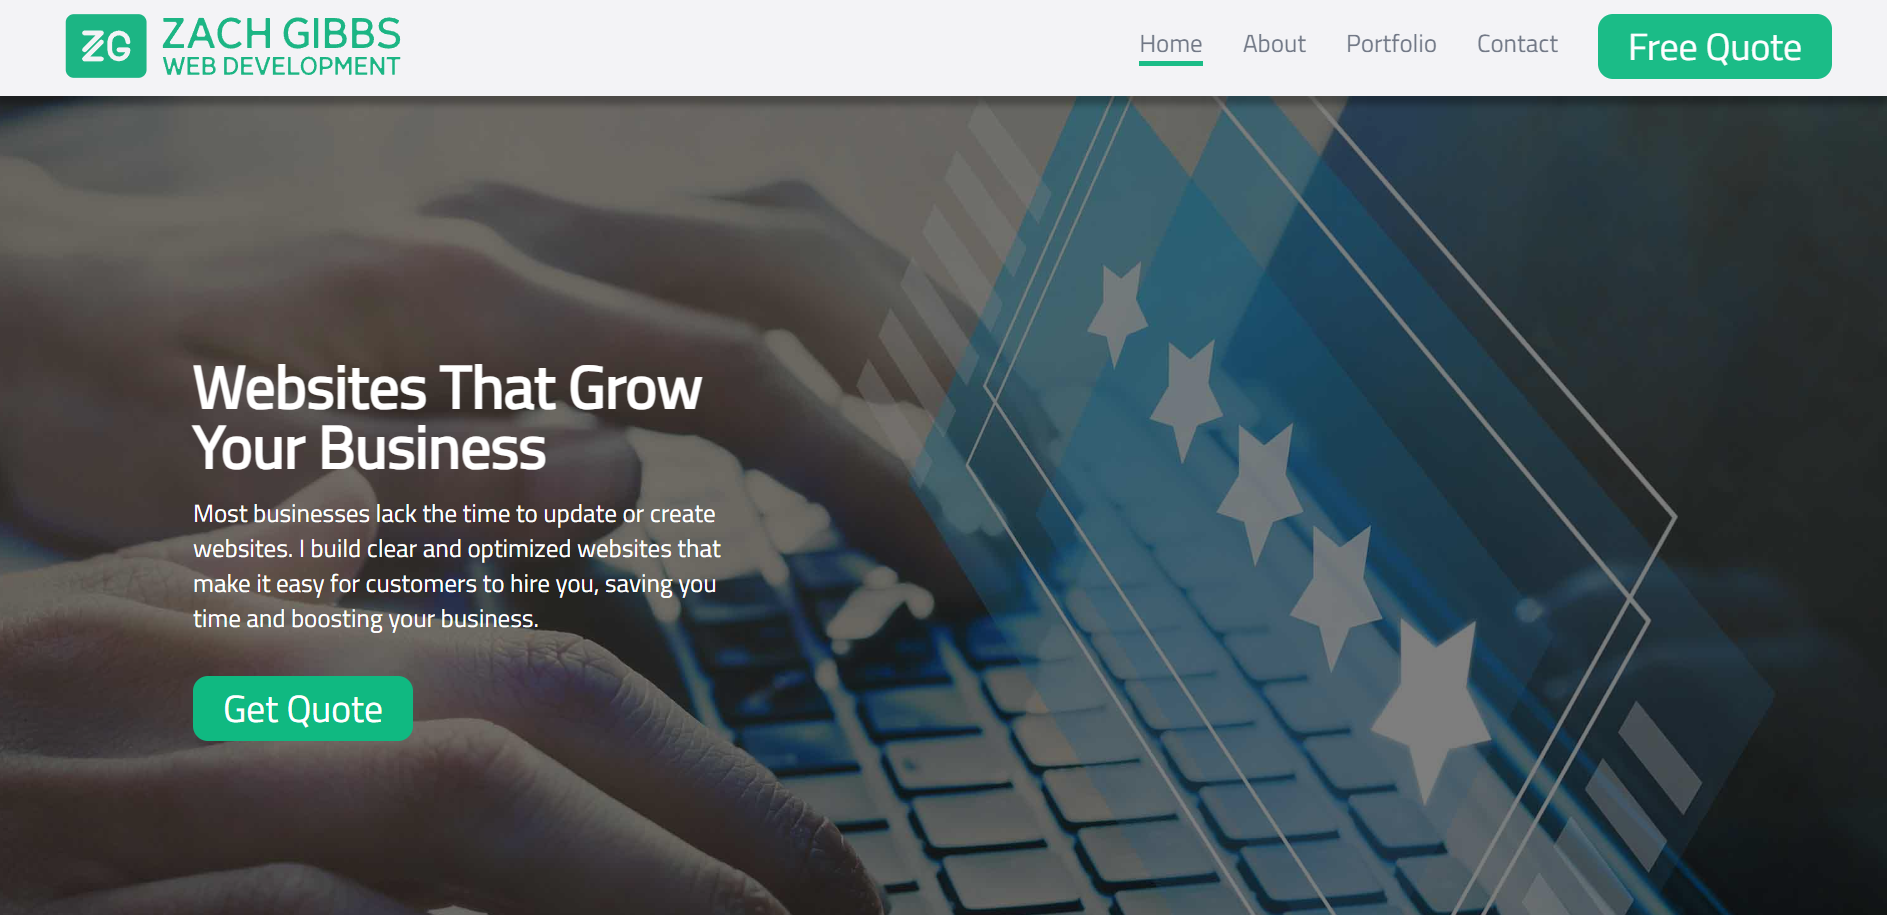 ZG
ZACH GIBBS
WEB DEVELOPMENT
Home
About
Portfolio
Contact
Free Quote
Websites That Grow
Your Business
Most businesses lack the time to update or create
websites. I build clear and optimized websites that
make it easy for customers to hire you, saving you
time and boosting your business.
Get Quote